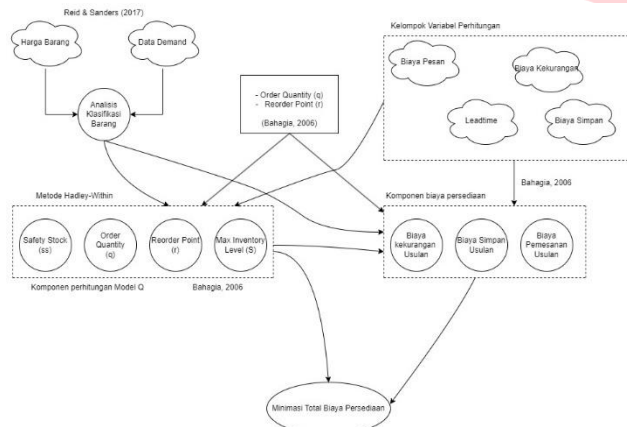 Reid & Sanders (2017)
Harga Barang
Data Demand
Analisis
Klasifikasi
Barang
- Order Quantity (q)
- Reorder Point (r)
(Bahagia, 2006)
Kelompok Variabel Perhitungan
Biaya Pesan
Biaya Kekurangan
Leadtime
Biaya Simpan
Bahagia, 2006
Metode Hadley-Within
Safety Stock
(ss)
Order
Quantity
(q)
Reorder Point
(r)
Max Inventory
Level (S)
Komponen perhitungan Model Q
Bahagia, 2006
Komponen biaya persediaan
Biaya
kekurangan
Usulan
Biaya Simpan
Usulan
Biaya
Pemesanan
Usulan
Minimasi Total Biaya Persediaan